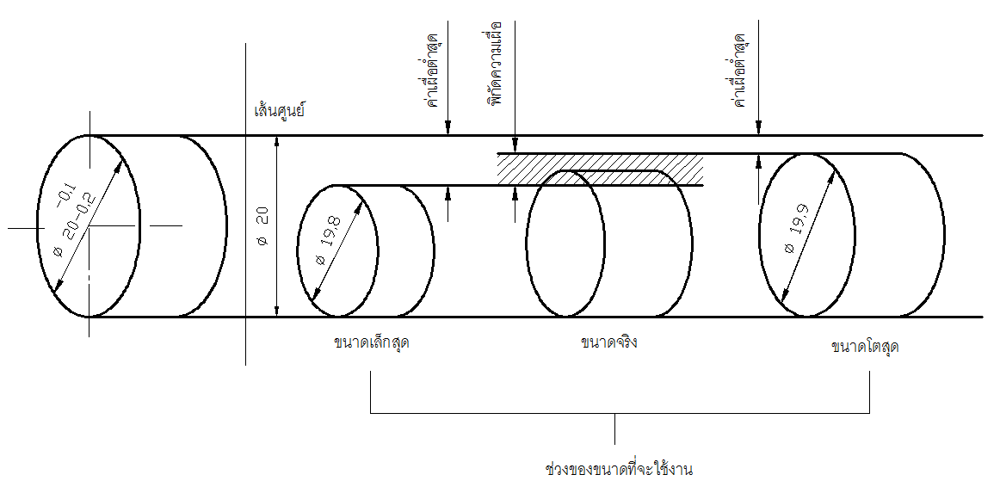 ค่าเผื่อต่ำสุด
พิกัดความเผื่อ
ค่าเผื่อต่ำสุด
เส้นศูนย์
-0.1
ø 20-0.2
ø 20
ø 19.8
ø 19.9
ขนาดเล็กสุด
ขนาดจริง
ขนาดโตสุด
ช่วงของขนาดที่จะใช้งาน